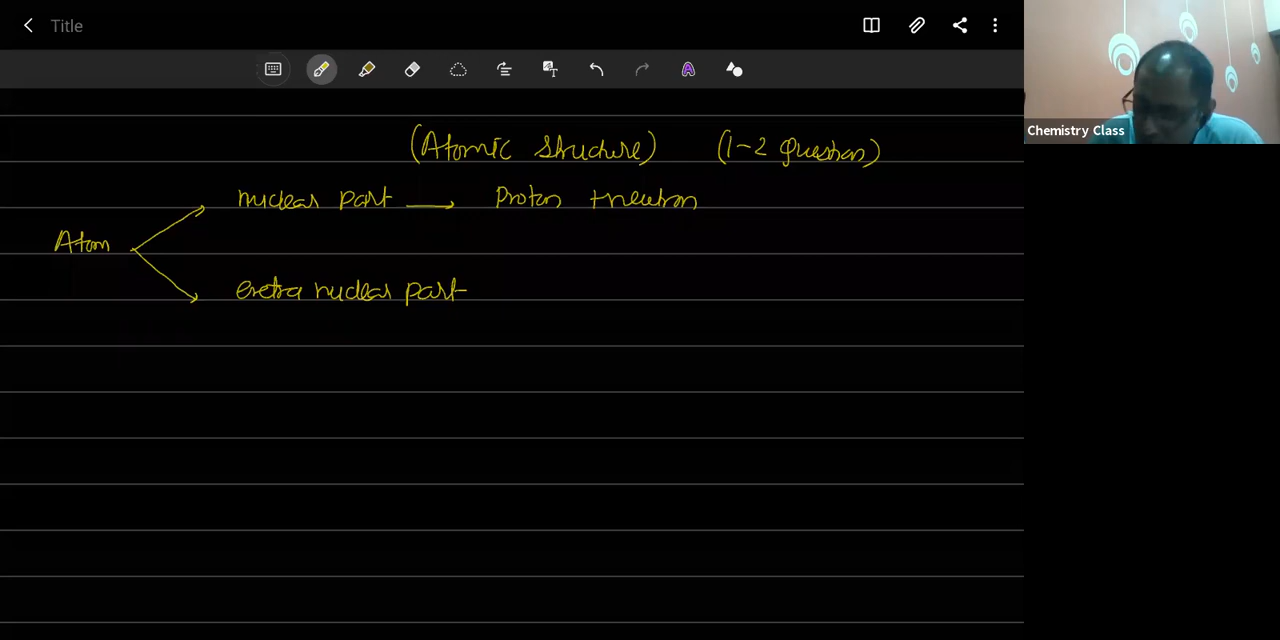 Title
Chemistry Class
(Atomic structure) (1-2 Question)
nuclear part → Proton + neutron
Atom
extra nuclear part